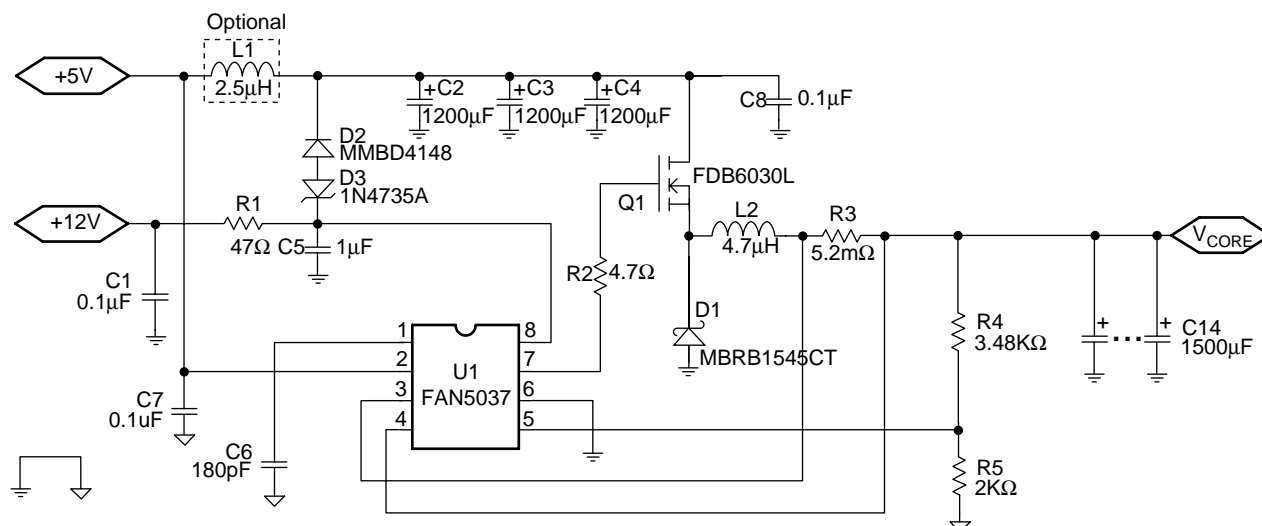 Optional
L1
+5V
2.5µH
+C2
1200µF
+C3
1200µF
+C4
1200µF
C8
0.1µF
D2
MMBD4148
D3
1N4735A
FDB6030L
Q1
+12V
R1
47Ω
C5
1µF
L2
4.7µH
R3
5.2mΩ
VCORE
R2
4.7Ω
C1
0.1µF
D1
MBRB1545CT
R4
3.48KΩ
+
...
+
C14
1500µF
1
2
3
4
U1
FAN5037
8
7
6
5
C7
0.1uF
C6
180pF
R5
2KΩ